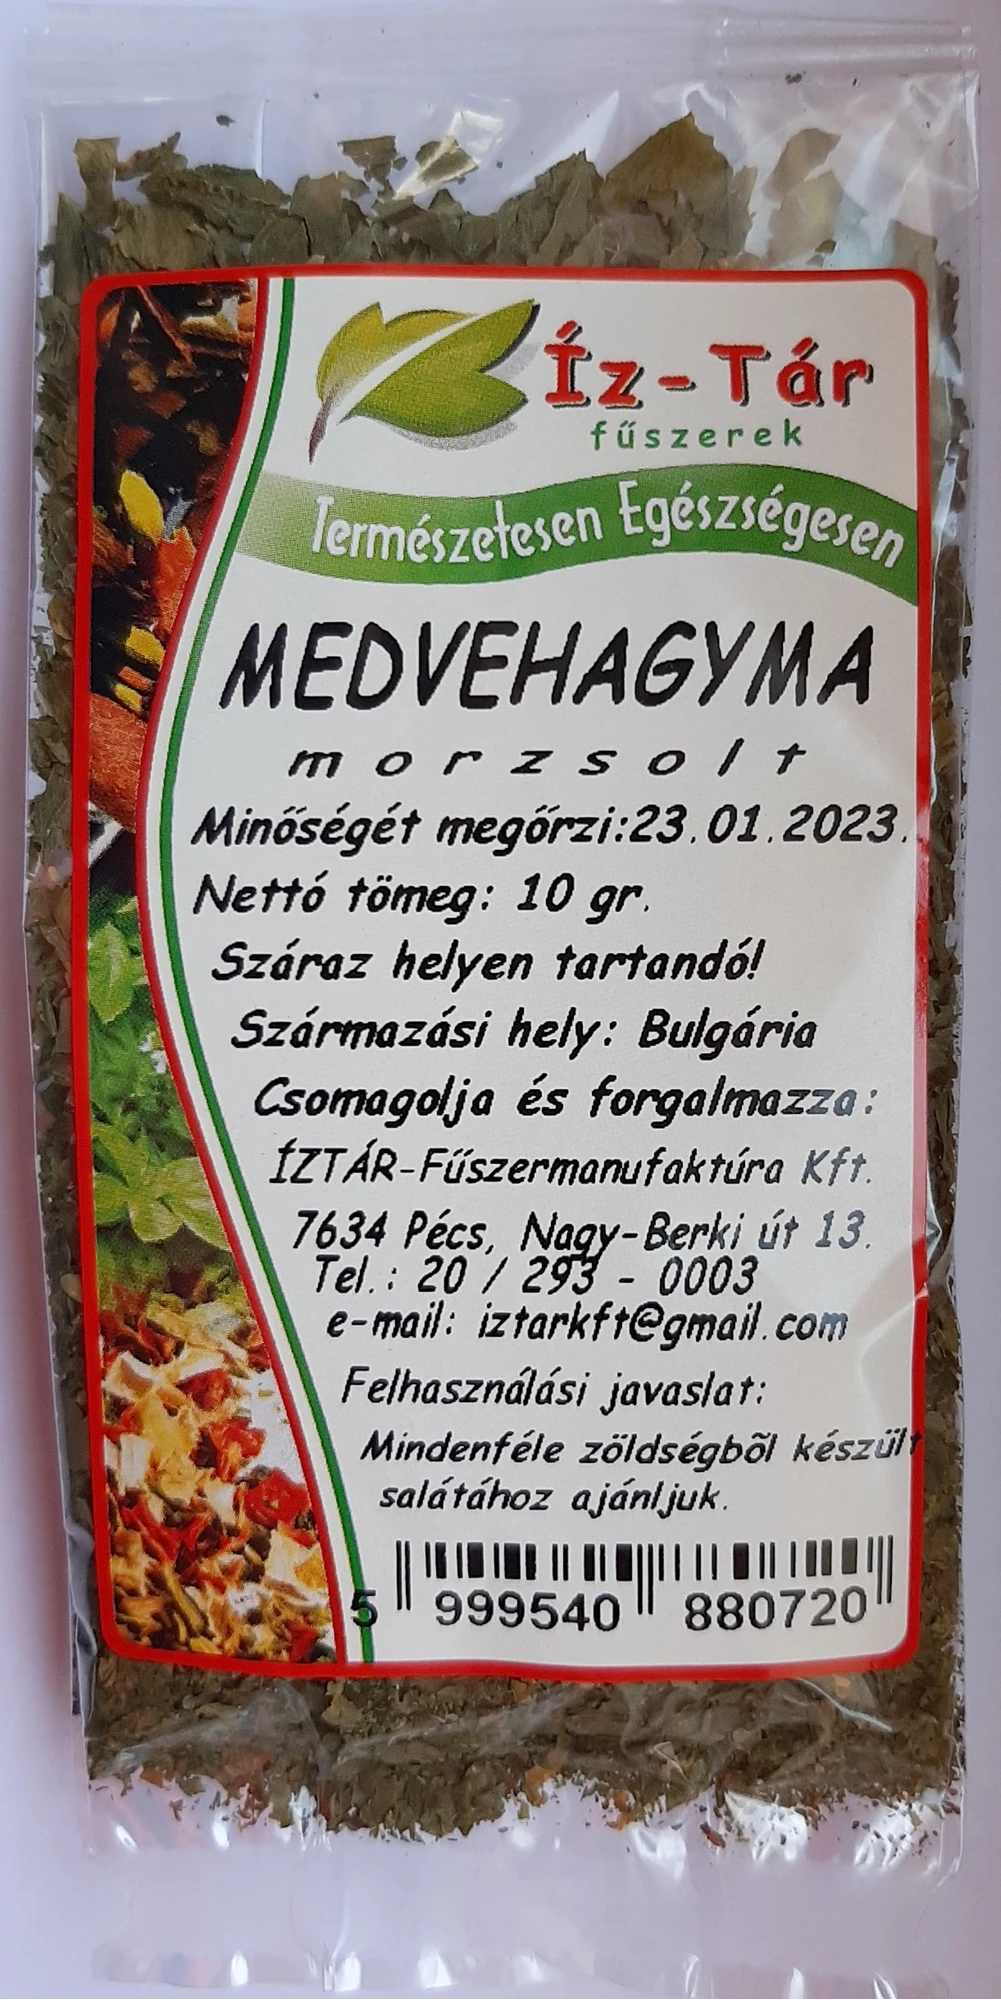 Íz-Tár
fűszerek
Természetesen Egészségesen
MEDVEHAGYMA
morzsolt
Minőségét megőrzi:23.01.2023.
Nettó tömeg: 10 gr.
Száraz helyen tartandó!
Származási hely: Bulgária
Csomagolja és forgalmazza:
ÍZTÁR-Fűszermanufaktúra Kft.
7634 Pécs, Nagy-Berki út 13.
Tel.: 20 / 293 - 0003
e-mail: iztarkft@gmail.com
Felhasználási javaslat:
Mindenféle zöldségbõl készült
salátához ajánljuk.
5 999540 880720